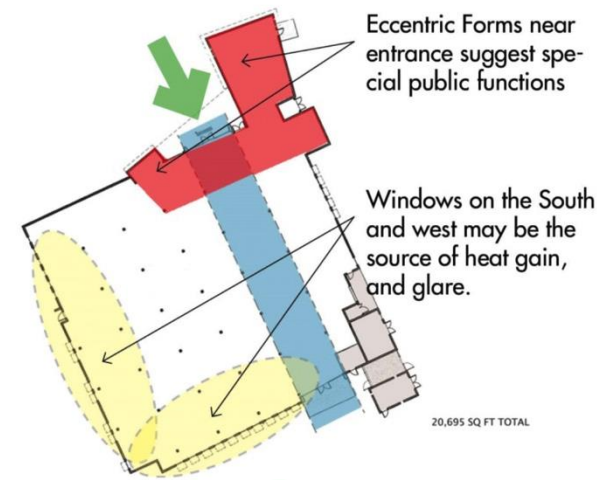 Eccentric Forms near
entrance suggest spe-
cial public functions
Windows on the South
and west may be the
source of heat gain,
and glare.
20,695 SQ FT TOTAL